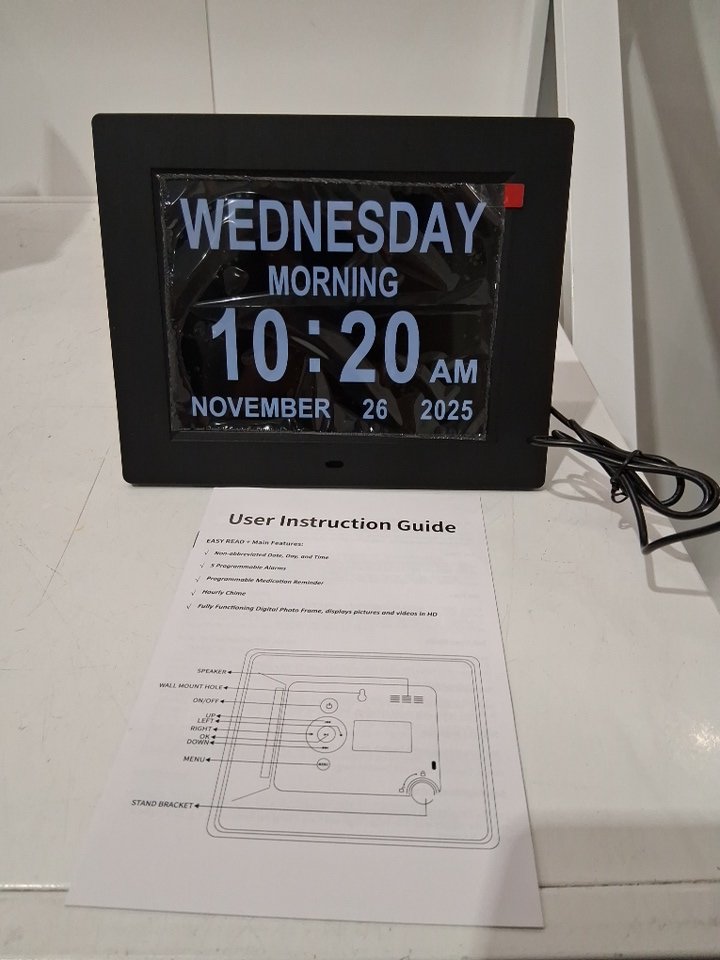 WEDNESDAY
MORNING
10:20 AM
NOVEMBER 26 2025
User Instruction Guide
EASY READ + Main Features:
√ Non-abbreviated Date, Day, and Time
√ 5 Programmable Alarms
√ Programmable Medication Reminder
√ Hourly Chime
√ Fully Functioning Digital Photo Frame, displays pictures and videos in HD
SPEAKER
WALL MOUNT HOLE
ON/OFF
UP
LEFT
RIGHT
OK
DOWN
MENU
MENU
STAND BRACKET